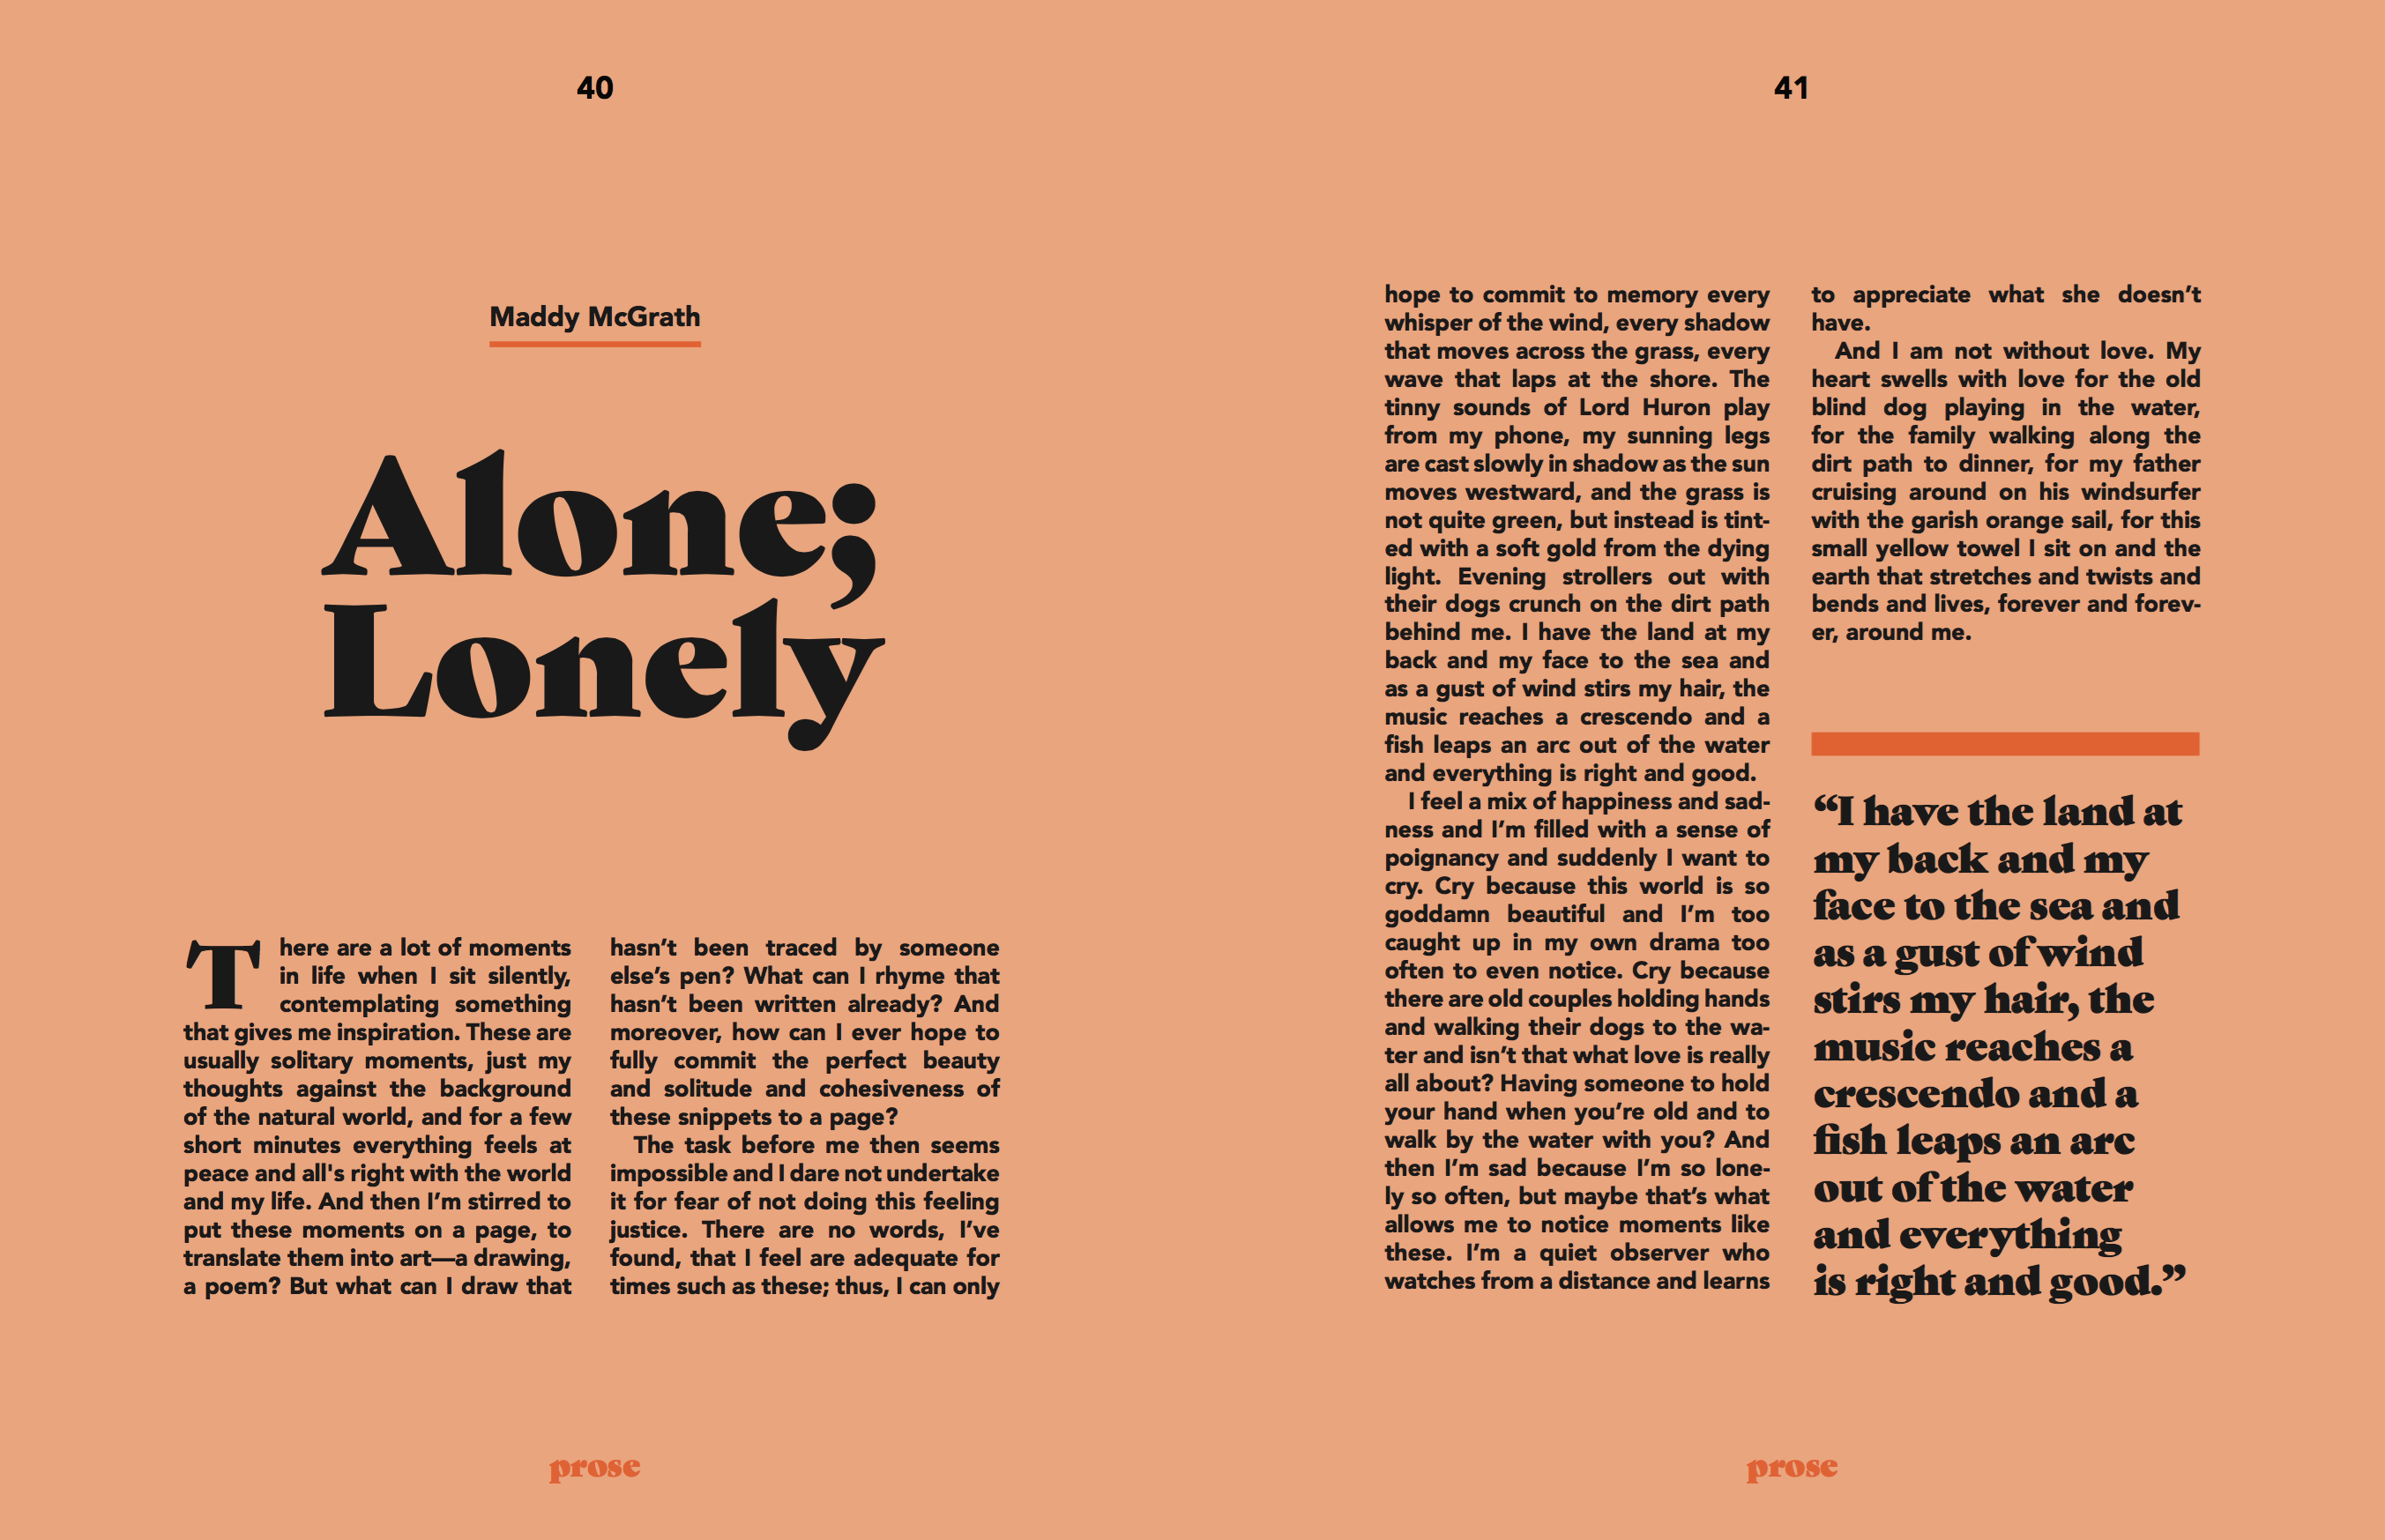 40
Maddy McGrath
Alone;
Lonely
There are a lot of moments
in life when I sit silently,
contemplating something
that gives me inspiration. These are
usually solitary moments, just my
thoughts against the background
of the natural world, and for a few
short minutes everything feels at
peace and all's right with the world
and my life. And then I’m stirred to
put these moments on a page, to
translate them into art—a drawing,
a poem? But what can I draw that
hasn’t been traced by someone
else’s pen? What can I rhyme that
hasn’t been written already? And
moreover, how can I ever hope to
fully commit the perfect beauty
and solitude and cohesiveness of
these snippets to a page?
The task before me then seems
impossible and I dare not undertake
it for fear of not doing this feeling
justice. There are no words, I’ve
found, that I feel are adequate for
times such as these; thus, I can only
prose
41
hope to commit to memory every
whisper of the wind, every shadow
that moves across the grass, every
wave that laps at the shore. The
tinny sounds of Lord Huron play
from my phone, my sunning legs
are cast slowly in shadow as the sun
moves westward, and the grass is
not quite green, but instead is tint-
ed with a soft gold from the dying
light. Evening strollers out with
their dogs crunch on the dirt path
behind me. I have the land at my
back and my face to the sea and
as a gust of wind stirs my hair, the
music reaches a crescendo and a
fish leaps an arc out of the water
and everything is right and good.
I feel a mix of happiness and sad-
ness and I’m filled with a sense of
poignancy and suddenly I want to
cry. Cry because this world is so
goddamn beautiful and I’m too
caught up in my own drama too
often to even notice. Cry because
there are old couples holding hands
and walking their dogs to the wa-
ter and isn’t that what love is really
all about? Having someone to hold
your hand when you’re old and to
walk by the water with you? And
then I’m sad because I’m so lone-
ly so often, but maybe that’s what
allows me to notice moments like
these. I’m a quiet observer who
watches from a distance and learns
to appreciate what she doesn’t
have.
And I am not without love. My
heart swells with love for the old
blind dog playing in the water,
for the family walking along the
dirt path to dinner, for my father
cruising around on his windsurfer
with the garish orange sail, for this
small yellow towel I sit on and the
earth that stretches and twists and
bends and lives, forever and forev-
er, around me.
“I have the land at
my back and my
face to the sea and
as a gust of wind
stirs my hair, the
music reaches a
crescendo and a
fish leaps an arc
out of the water
and everything
is right and good.”
prose